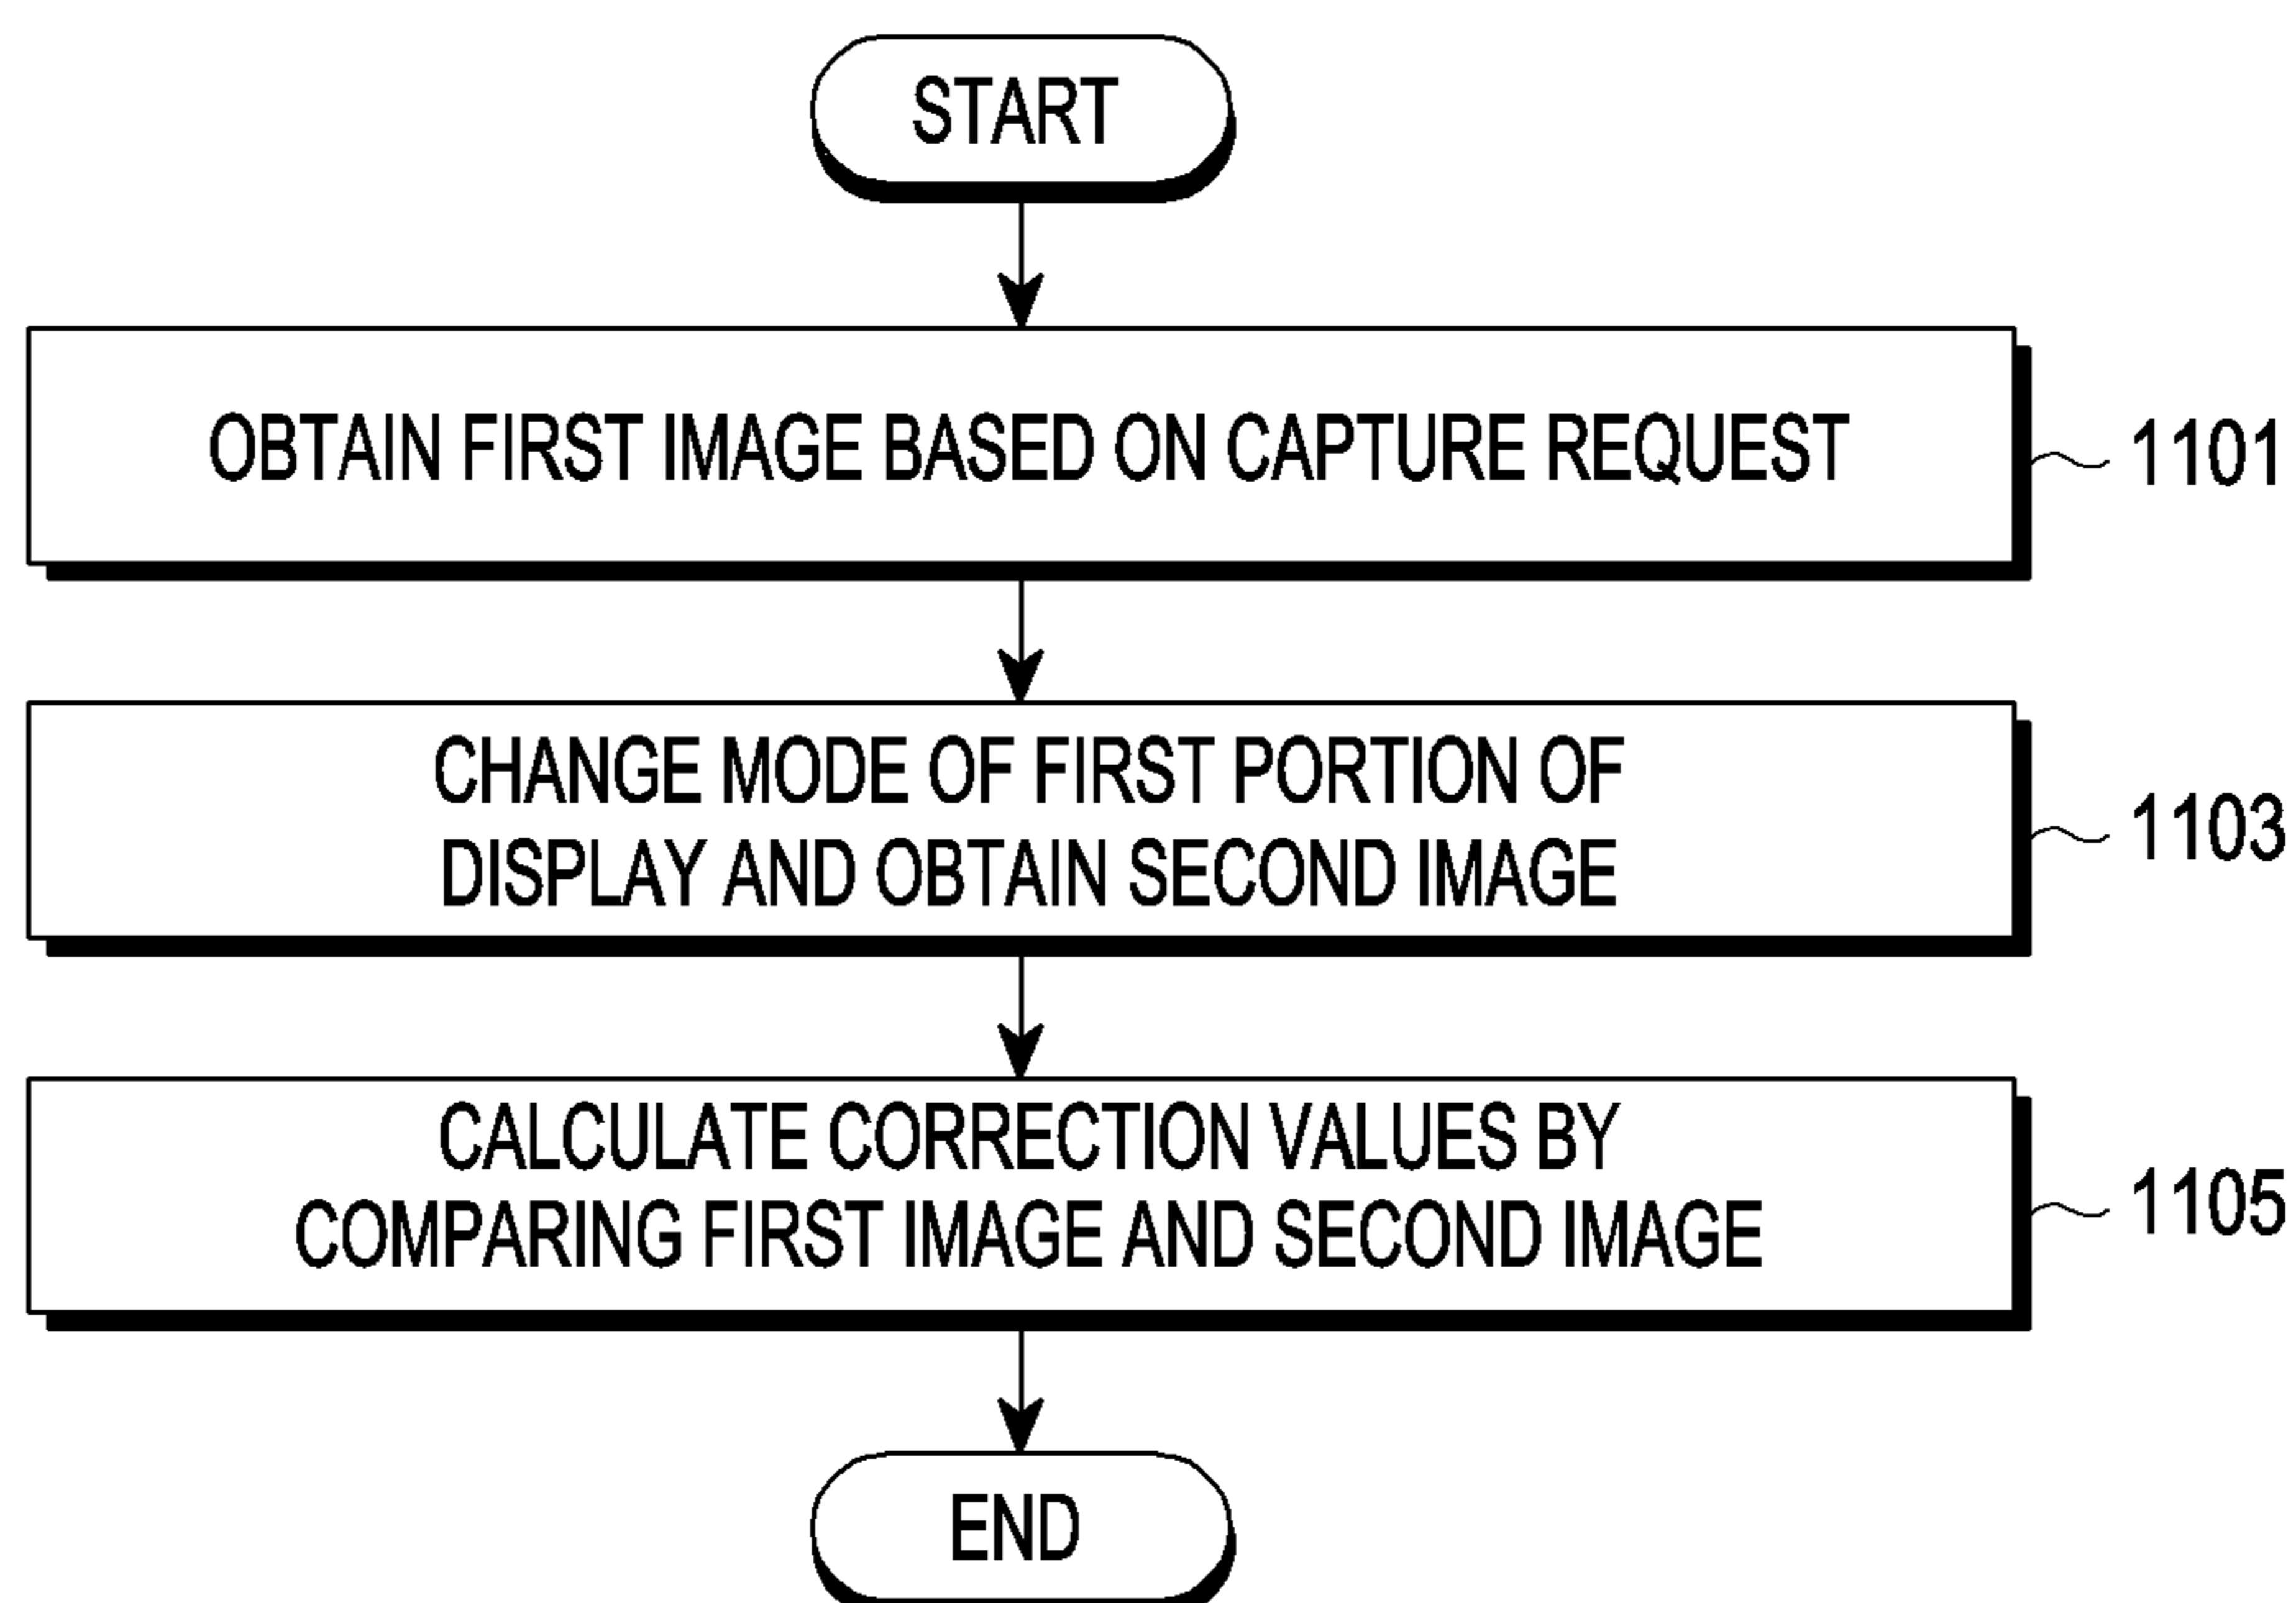 START
OBTAIN FIRST IMAGE BASED ON CAPTURE REQUEST
1101
CHANGE MODE OF FIRST PORTION OF
DISPLAY AND OBTAIN SECOND IMAGE
1103
CALCULATE CORRECTION VALUES BY
COMPARING FIRST IMAGE AND SECOND IMAGE
1105
END